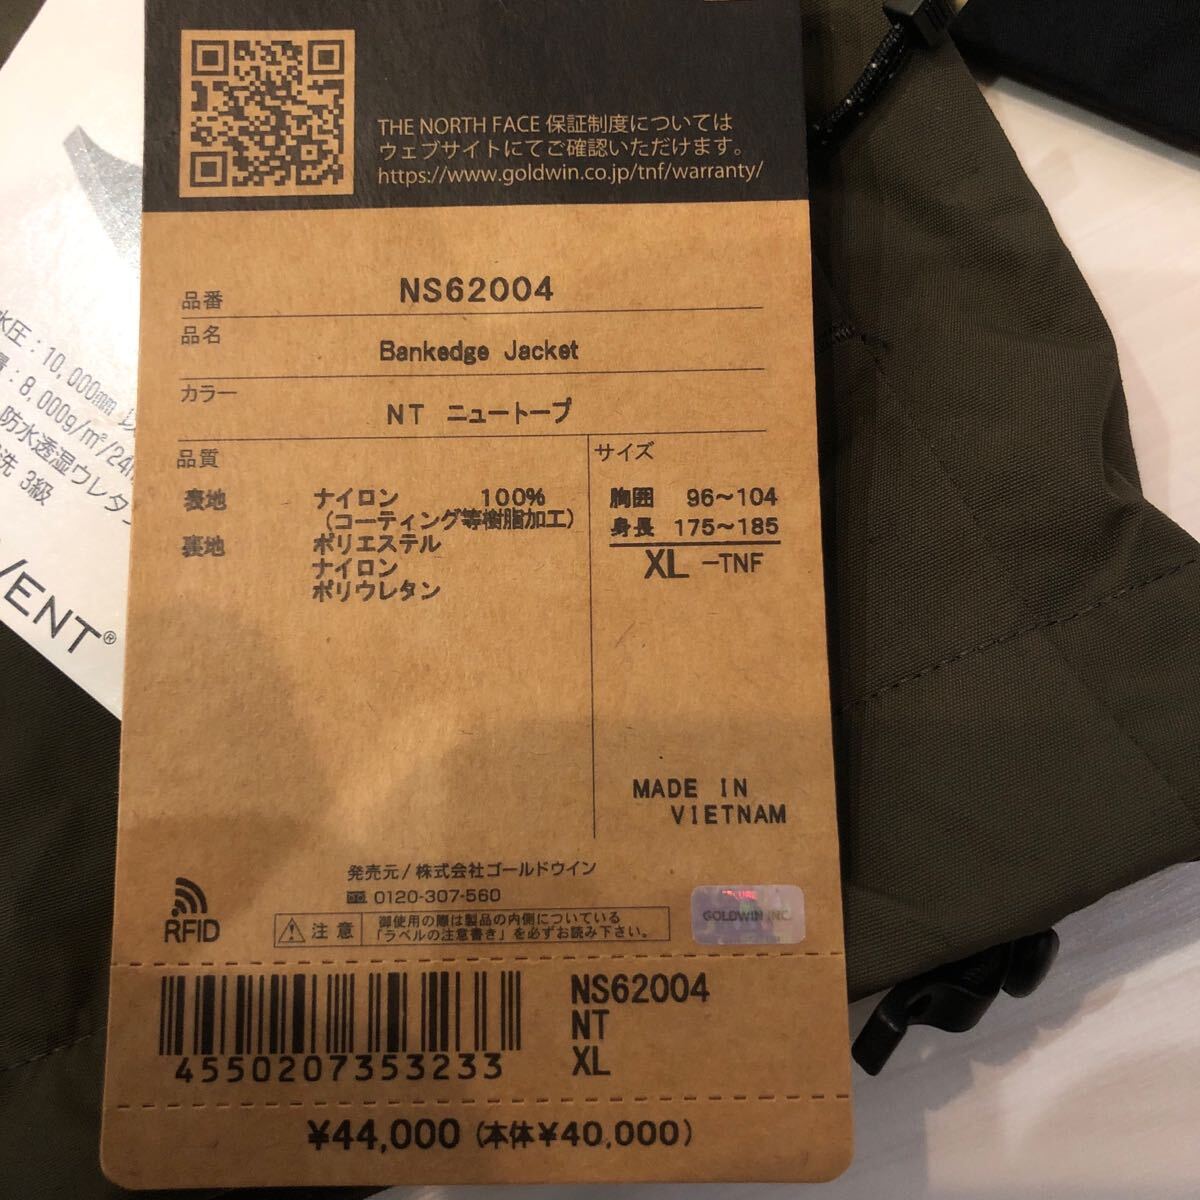 THE NORTH FACE 保証制度については
ウェブサイトにてご確認いただけます。
https://www.goldwin.co.jp/tnf/warranty/
品番 NS62004
品名
Bankedge Jacket
カラー
NT ニュートープ
品質
表地 ナイロン 100%
(コーティング等樹脂加工)
裏地 ポリエステル
ナイロン
ポリウレタン
サイズ
胸囲 96〜104
身長 175〜185
XL -TNF
MADE IN
VIETNAM
発売元/株式会社ゴールドウイン
0120-307-560
RFID
注意
御使用の際は製品の内側についている
「ラベルの注意書き」を必ずお読み下さい。
SECURE
GOLDWIN INC.
4550207353233
NS62004
NT
XL
¥44,000 (本体¥40,000)
水圧:10,000mm
:8,000g/m²/24h
防水透湿ウレタン
洗 3級
VENT®